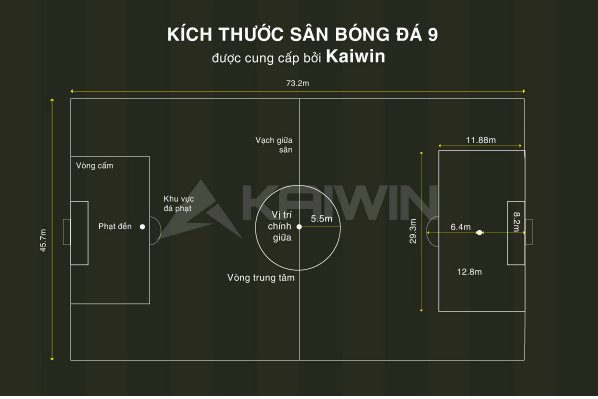 KÍCH THƯỚC SÂN BÓNG ĐÁ 9
được cung cấp bởi Kaiwin
73.2m
Vạch giữa
sân
11.88m
Vòng cấm
KAIWIN
Khu vực
đá phạt
Phạt đền
Vị trí
chính
giữa
5.5m
6.4m
8.2m
29.3m
45.7m
12.8m
Vòng trung tâm